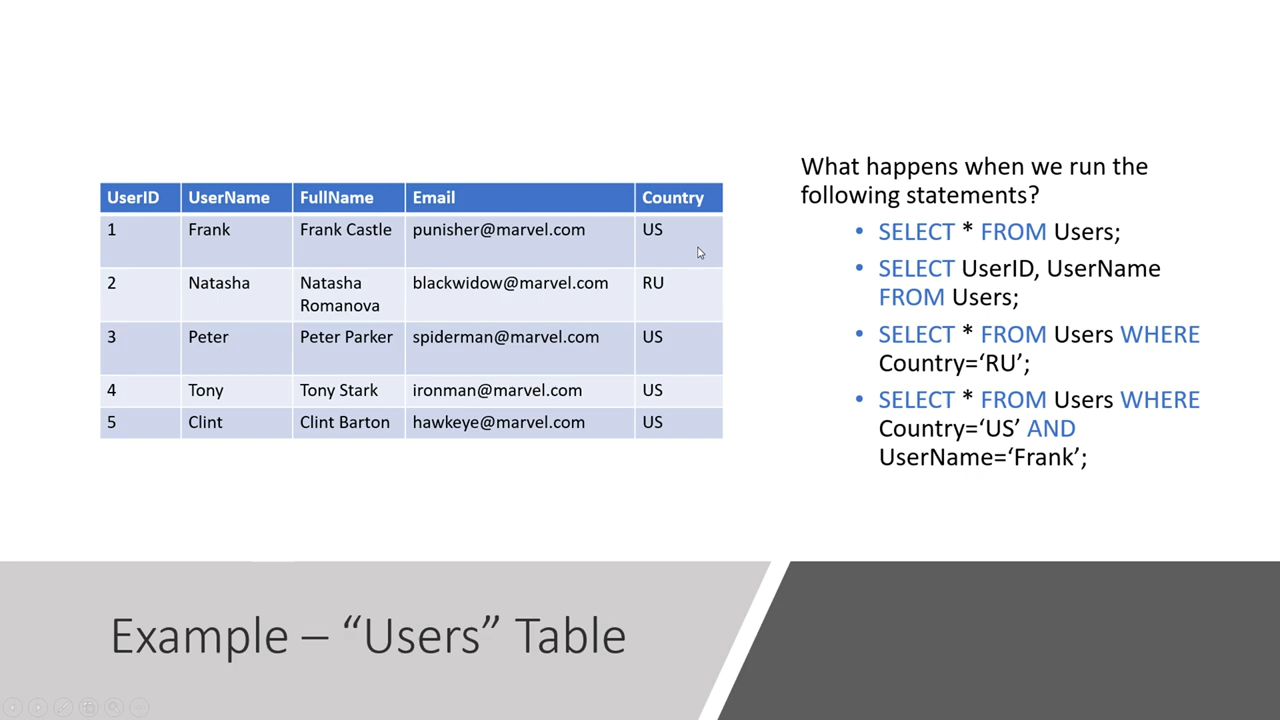 UserID UserName FullName Email Country
1 Frank Frank Castle punisher@marvel.com US
2 Natasha Natasha Romanova blackwidow@marvel.com RU
3 Peter Peter Parker spiderman@marvel.com US
4 Tony Tony Stark ironman@marvel.com US
5 Clint Clint Barton hawkeye@marvel.com US
What happens when we run the
following statements?
• SELECT * FROM Users;
• SELECT UserID, UserName
FROM Users;
• SELECT * FROM Users WHERE
Country=‘RU’;
• SELECT * FROM Users WHERE
Country=‘US’ AND
UserName=‘Frank’;
Example – “Users” Table